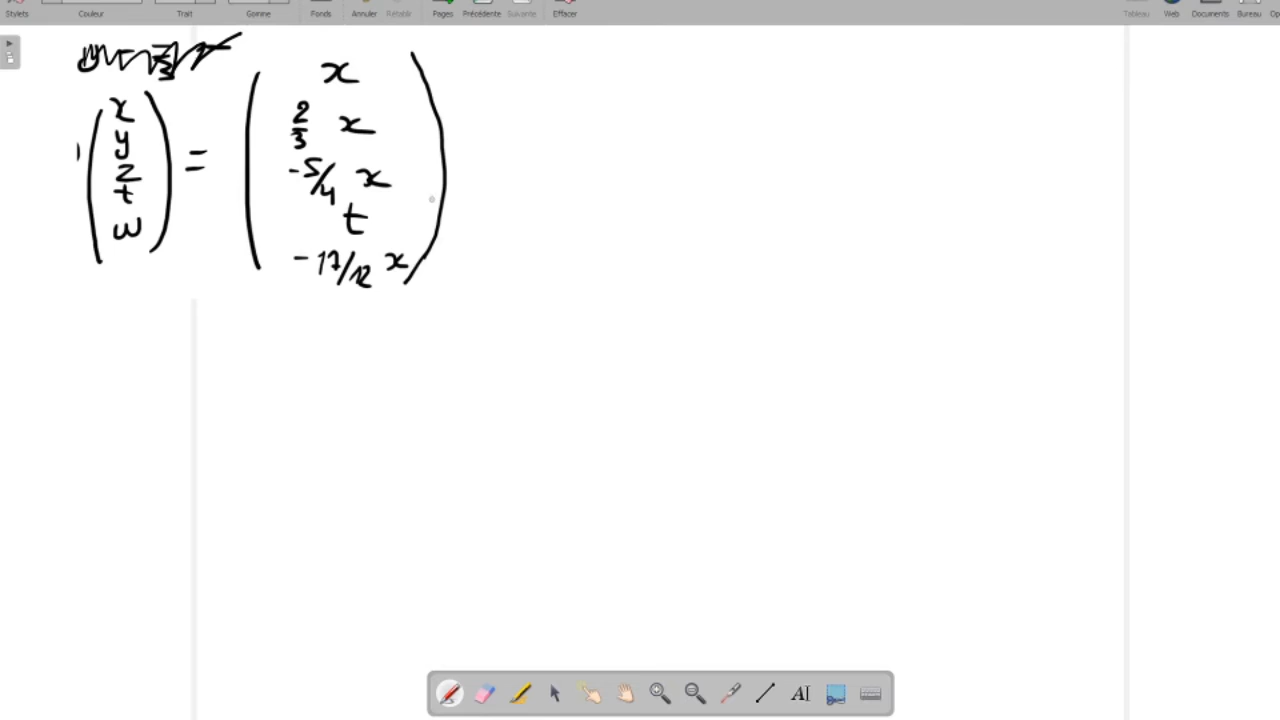 Stylets Couleur Trait Gomme Fonds Annuler Rétablir Pages Précédente Suivante Effacer Tableau Web Documents Bureau
x
y
z
t
w
=
x
2/3 x
-5/4 x
t
-17/12 x
AI